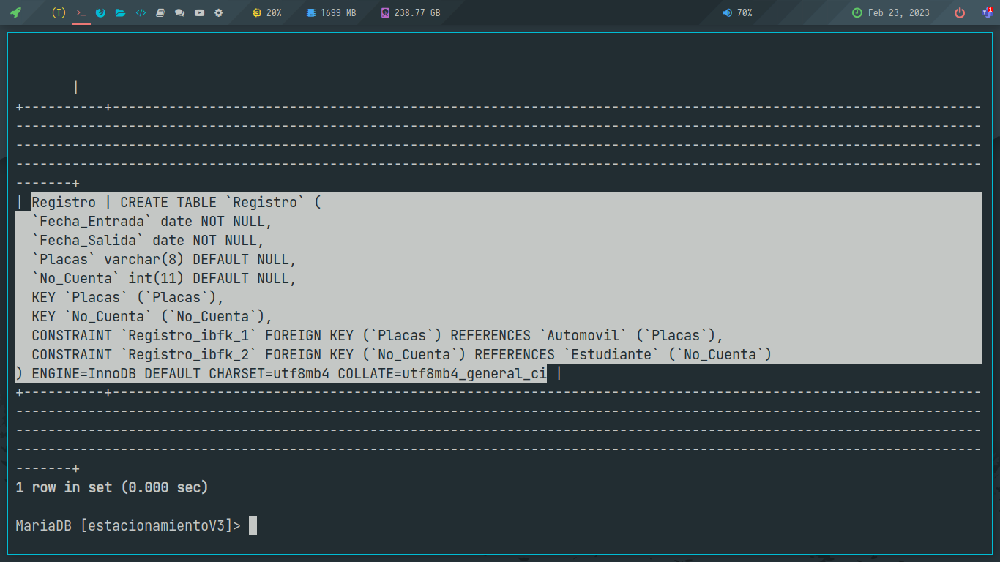 (T) 20% 1699 MB 238.77 GB 70% Feb 23, 2023 1
|
+----------+------------------------------------------------------------------------------------------------------------
------------------------------------------------------------------------------------------------------------------------
------------------------------------------------------------------------------------------------------------------------
------------------------------------------------------------------------------------------------------------------------
-------+
| Registro | CREATE TABLE `Registro` (
  `Fecha_Entrada` date NOT NULL,
  `Fecha_Salida` date NOT NULL,
  `Placas` varchar(8) DEFAULT NULL,
  `No_Cuenta` int(11) DEFAULT NULL,
  KEY `Placas` (`Placas`),
  KEY `No_Cuenta` (`No_Cuenta`),
  CONSTRAINT `Registro_ibfk_1` FOREIGN KEY (`Placas`) REFERENCES `Automovil` (`Placas`),
  CONSTRAINT `Registro_ibfk_2` FOREIGN KEY (`No_Cuenta`) REFERENCES `Estudiante` (`No_Cuenta`)
) ENGINE=InnoDB DEFAULT CHARSET=utf8mb4 COLLATE=utf8mb4_general_ci |
+----------+------------------------------------------------------------------------------------------------------------
------------------------------------------------------------------------------------------------------------------------
------------------------------------------------------------------------------------------------------------------------
------------------------------------------------------------------------------------------------------------------------
-------+
1 row in set (0.000 sec)
MariaDB [estacionamientoV3]>